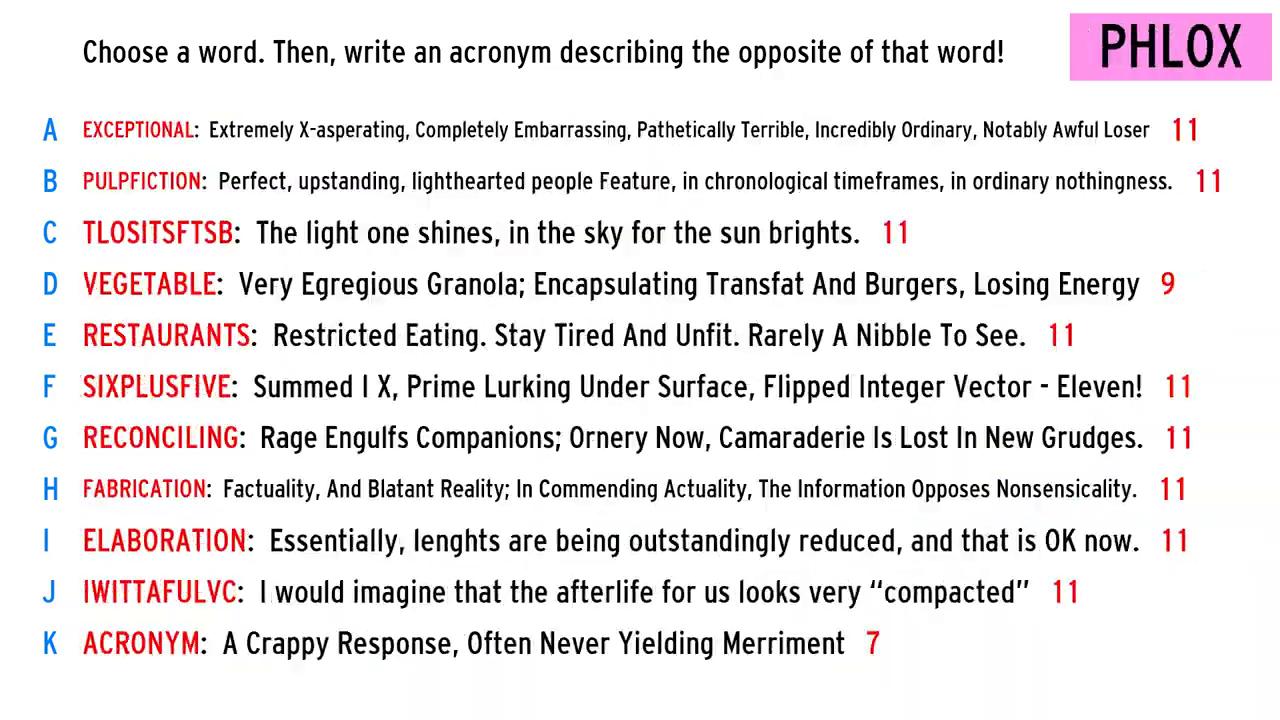 Choose a word. Then, write an acronym describing the opposite of that word!
PHLOX
A EXCEPTIONAL: Extremely X-asperating, Completely Embarrassing, Pathetically Terrible, Incredibly Ordinary, Notably Awful Loser 11
B PULPFICTION: Perfect, upstanding, lighthearted people Feature, in chronological timeframes, in ordinary nothingness. 11
C TLOSITSFTSB: The light one shines, in the sky for the sun brights. 11
D VEGETABLE: Very Egregious Granola; Encapsulating Transfat And Burgers, Losing Energy 9
E RESTAURANTS: Restricted Eating. Stay Tired And Unfit. Rarely A Nibble To See. 11
F SIXPLUSFIVE: Summed I X, Prime Lurking Under Surface, Flipped Integer Vector - Eleven! 11
G RECONCILING: Rage Engulfs Companions; Ornery Now, Camaraderie Is Lost In New Grudges. 11
H FABRICATION: Factuality, And Blatant Reality; In Commending Actuality, The Information Opposes Nonsensicality. 11
I ELABORATION: Essentially, lenghts are being outstandingly reduced, and that is OK now. 11
J IWITTAFULVC: I would imagine that the afterlife for us looks very “compacted” 11
K ACRONYM: A Crappy Response, Often Never Yielding Merriment 7